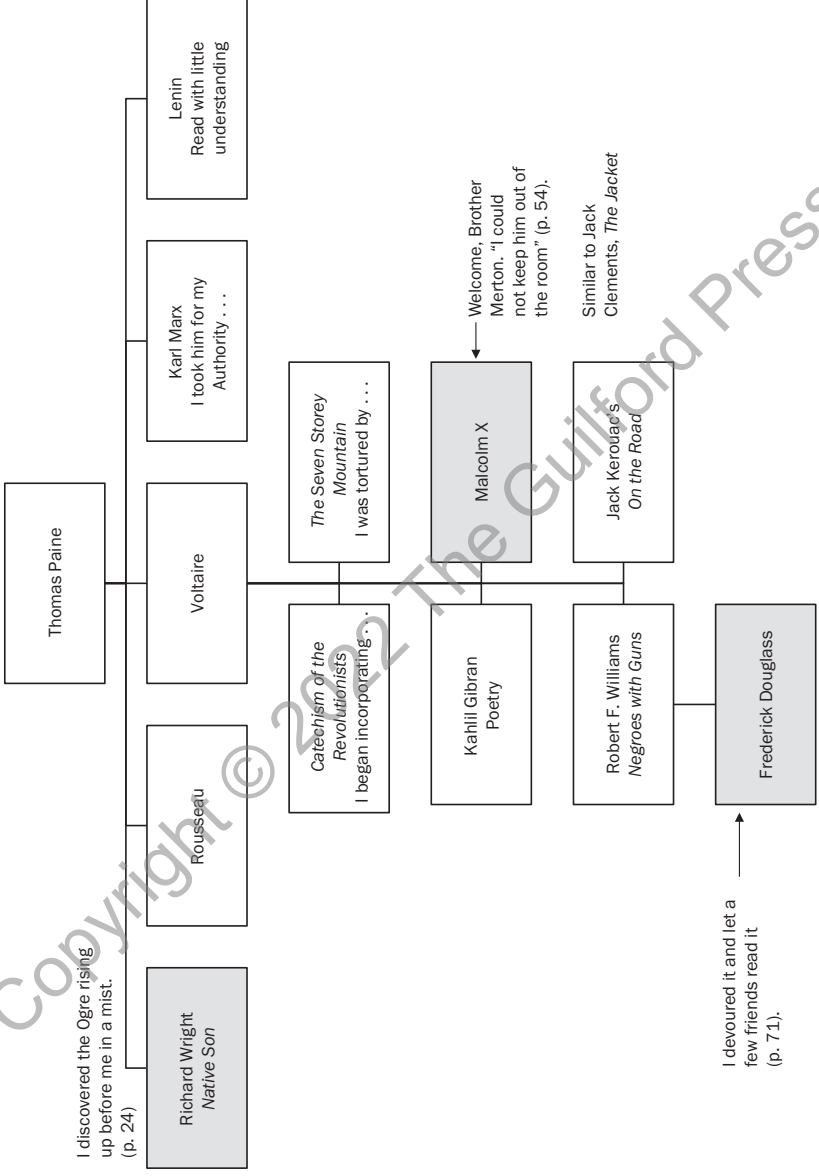 Thomas Paine
I discovered the Ogre rising
up before me in a mist.
(p. 24)
Richard Wright
Native Son
Rousseau
Voltaire
Karl Marx
I took him for my
Authority . . .
Lenin
Read with little
understanding
Catechism of the
Revolutionists
I began incorporating . . .
The Seven Storey
Mountain
I was tortured by . . .
Kahlil Gibran
Poetry
Malcolm X
Welcome, Brother
Merton. “I could
not keep him out of
the room” (p. 54).
Robert F. Williams
Negroes with Guns
Jack Kerouac’s
On the Road
Similar to Jack
Clements, The Jacket
I devoured it and let a
few friends read it
(p. 71).
Frederick Douglass
Copyright © 2022 The Guilford Press